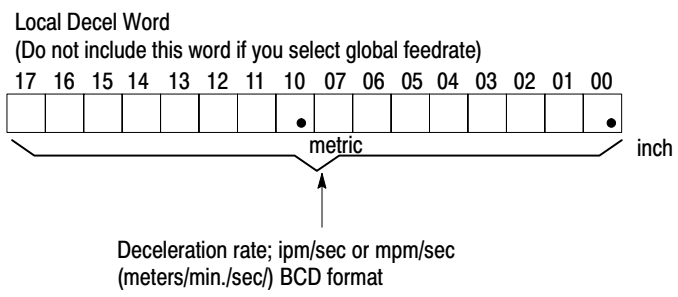 Local Decel Word
(Do not include this word if you select global feedrate)
17 16 15 14 13 12 11 10 07 06 05 04 03 02 01 00
metric
inch
Deceleration rate; ipm/sec or mpm/sec
(meters/min./sec/) BCD format